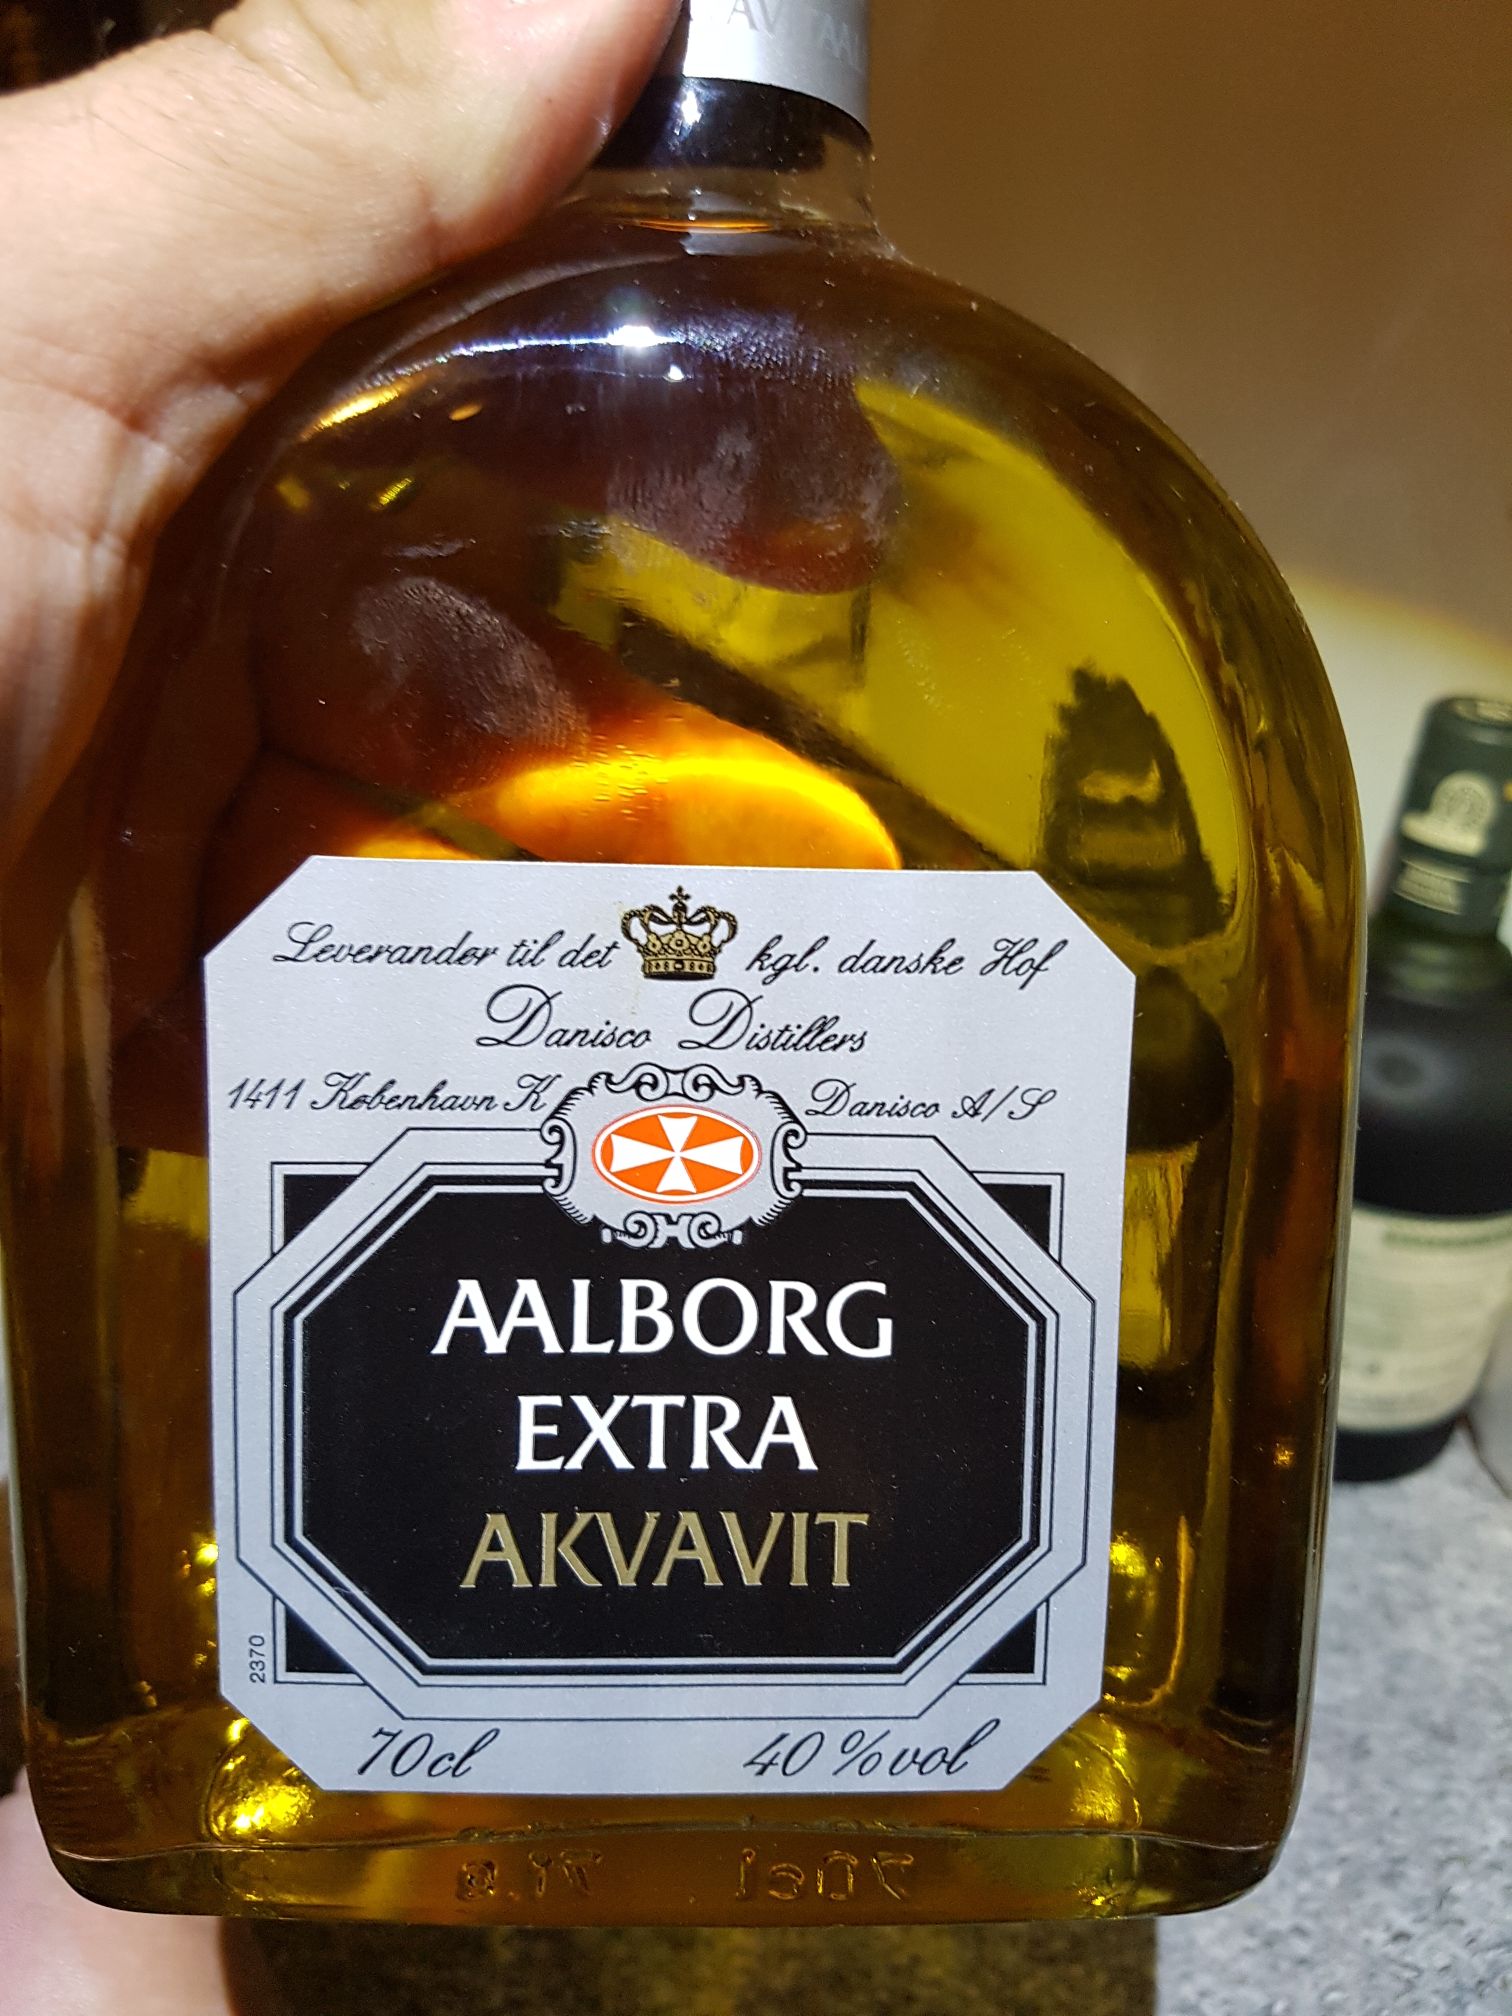 Leverandør til det kgl. danske Hof
Danisco Distillers
1411 København K Danisco A/S
AALBORG
EXTRA
AKVAVIT
2370
70cl 40%vol